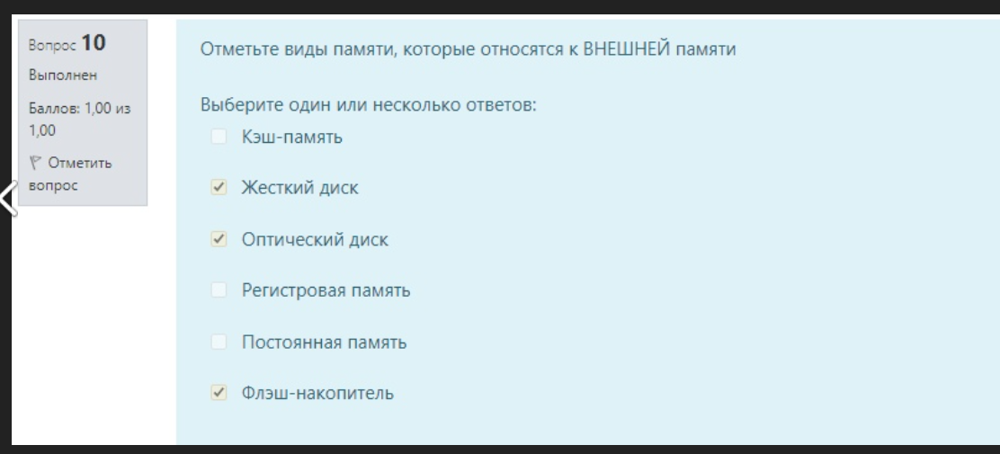 Вопрос 10
Выполнен
Баллов: 1,00 из
1,00
Отметить
вопрос
Отметьте виды памяти, которые относятся к ВНЕШНЕЙ памяти
Выберите один или несколько ответов:
Кэш-память
Жесткий диск
Оптический диск
Регистровая память
Постоянная память
Флэш-накопитель